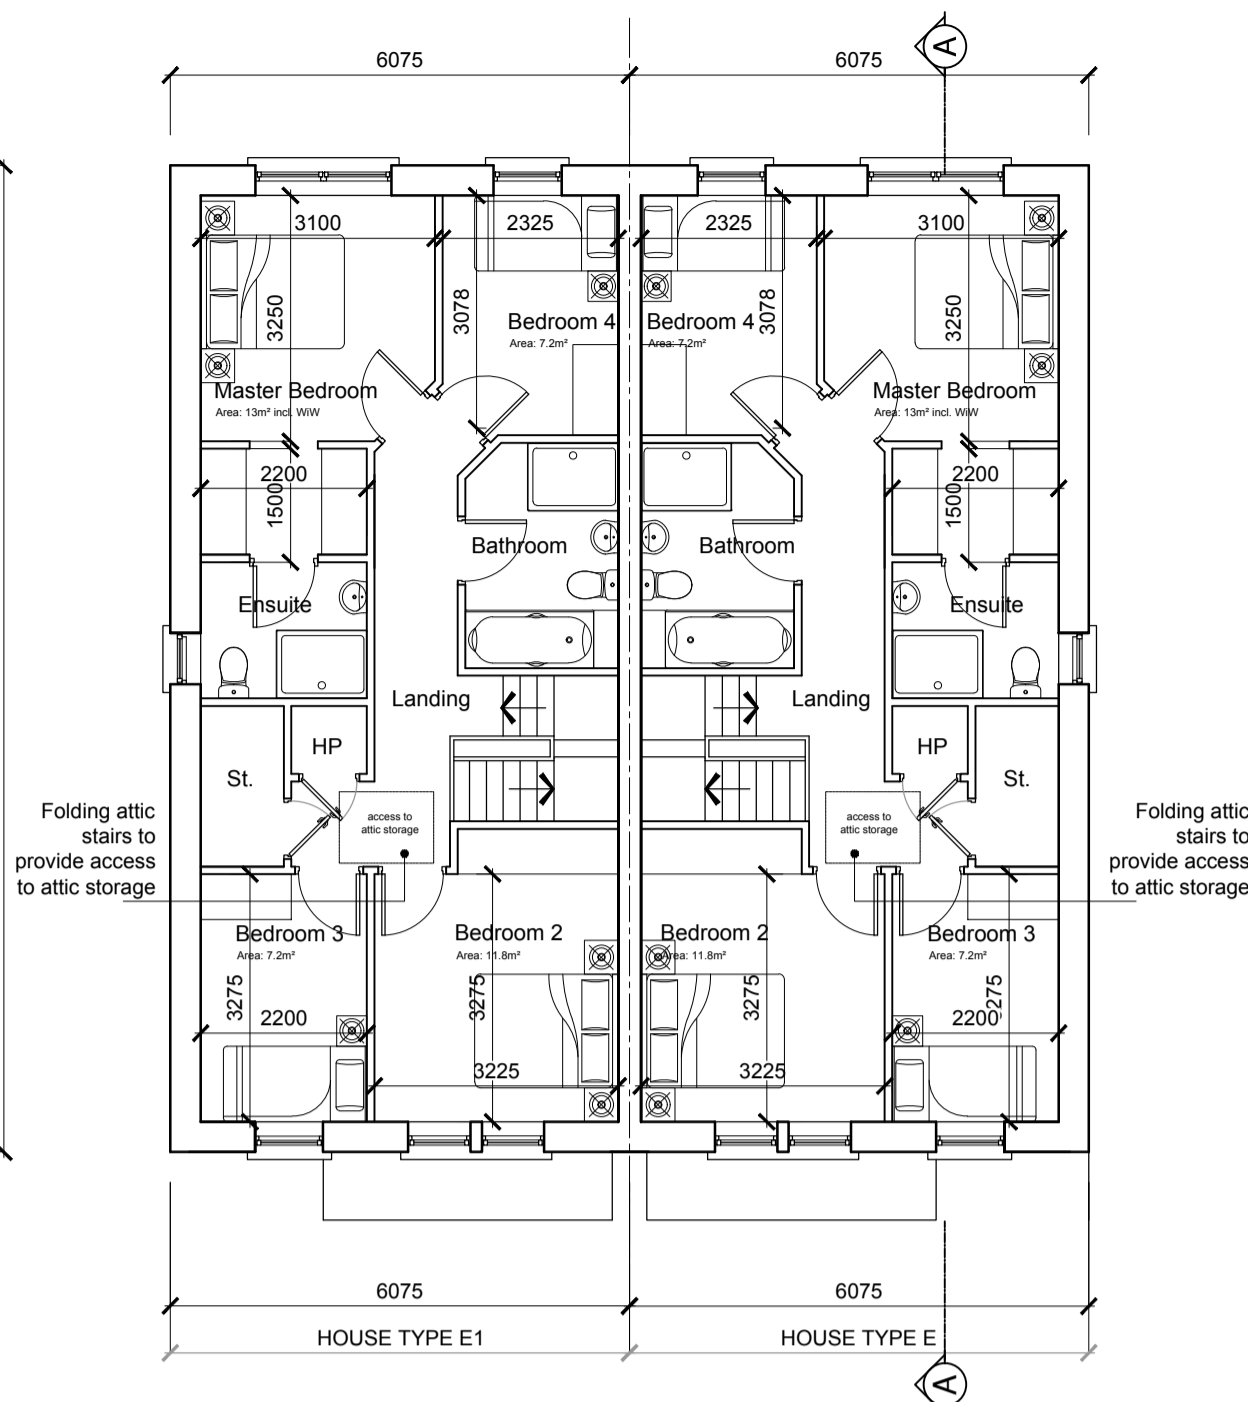 A
6075
6075
3100
2325
2325
3100
3250
3078
3078
3250
Bedroom 4
Area: 7.2m²
Bedroom 4
Area: 7.2m²
Master Bedroom
Area: 13m² incl. WiW
Master Bedroom
Area: 13m² incl. WiW
2200
1500
2200
1500
Bathroom
Bathroom
Ensuite
Ensuite
Landing
Landing
HP
HP
St.
St.
Folding attic
stairs to
provide access
to attic storage
access to
attic storage
access to
attic storage
Folding attic
stairs to
provide access
to attic storage
Bedroom 3
Area: 7.2m²
Bedroom 2
Area: 11.8m²
Bedroom 2
Area: 11.8m²
Bedroom 3
Area: 7.2m²
3275
3275
3275
3275
2200
2200
3225
3225
6075
6075
HOUSE TYPE E1
HOUSE TYPE E
A